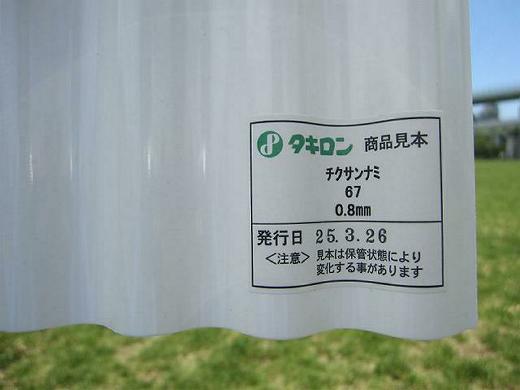 タキロン 商品見本
チクサンナミ
67
0.8mm
発行日 25.3.26
<注意> 見本は保管状態により
変化する事があります